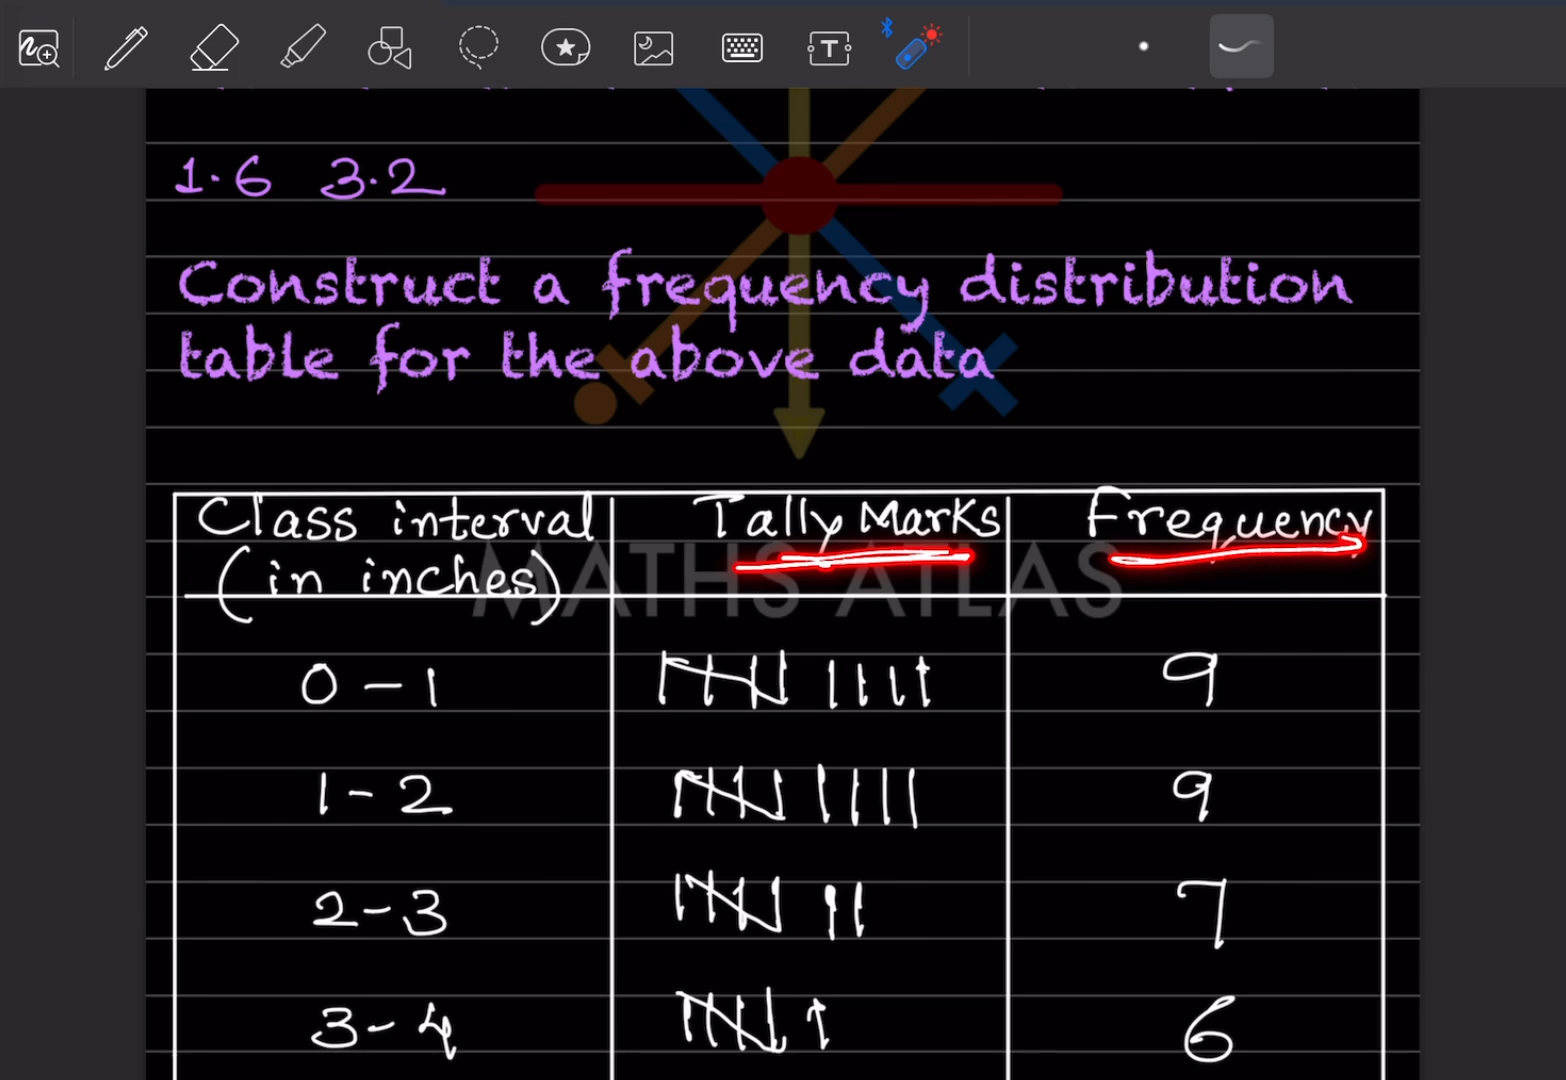 1.6 3.2
Construct a frequency distribution
table for the above data
Class interval Tally Marks Frequency
(in inches)
MATHS ATLAS
0 - 1 9
1 - 2 9
2 - 3 7
3 - 4 6